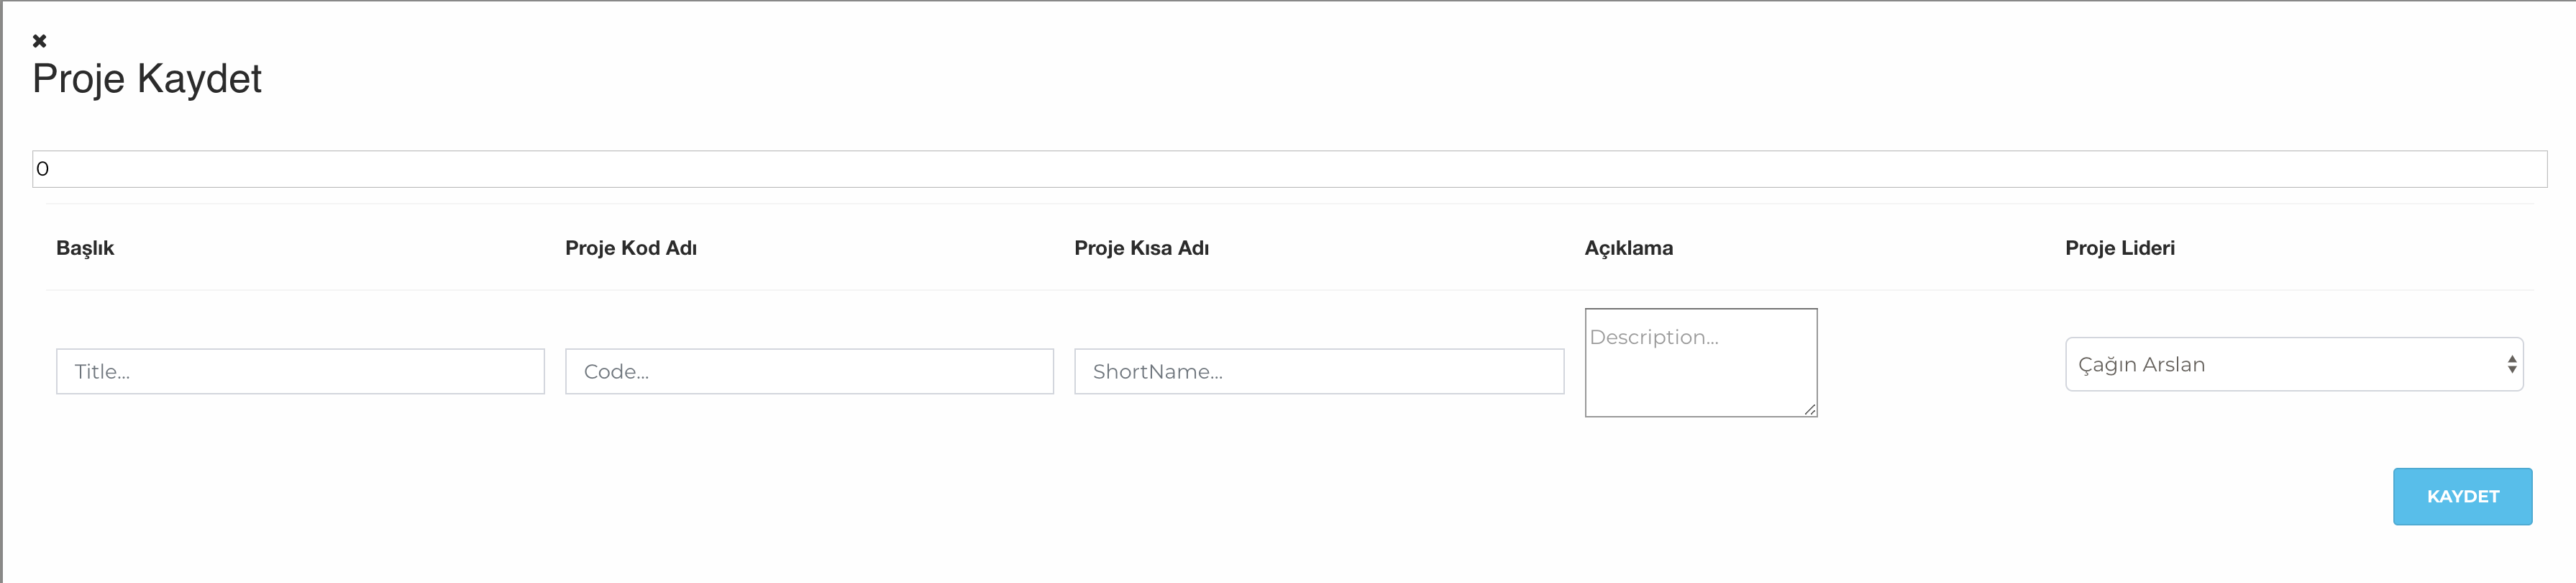 Proje Kaydet
0
Başlık Proje Kod Adı Proje Kısa Adı Açıklama Proje Lideri
Title... Code... ShortName... Description... Çağın Arslan
KAYDET